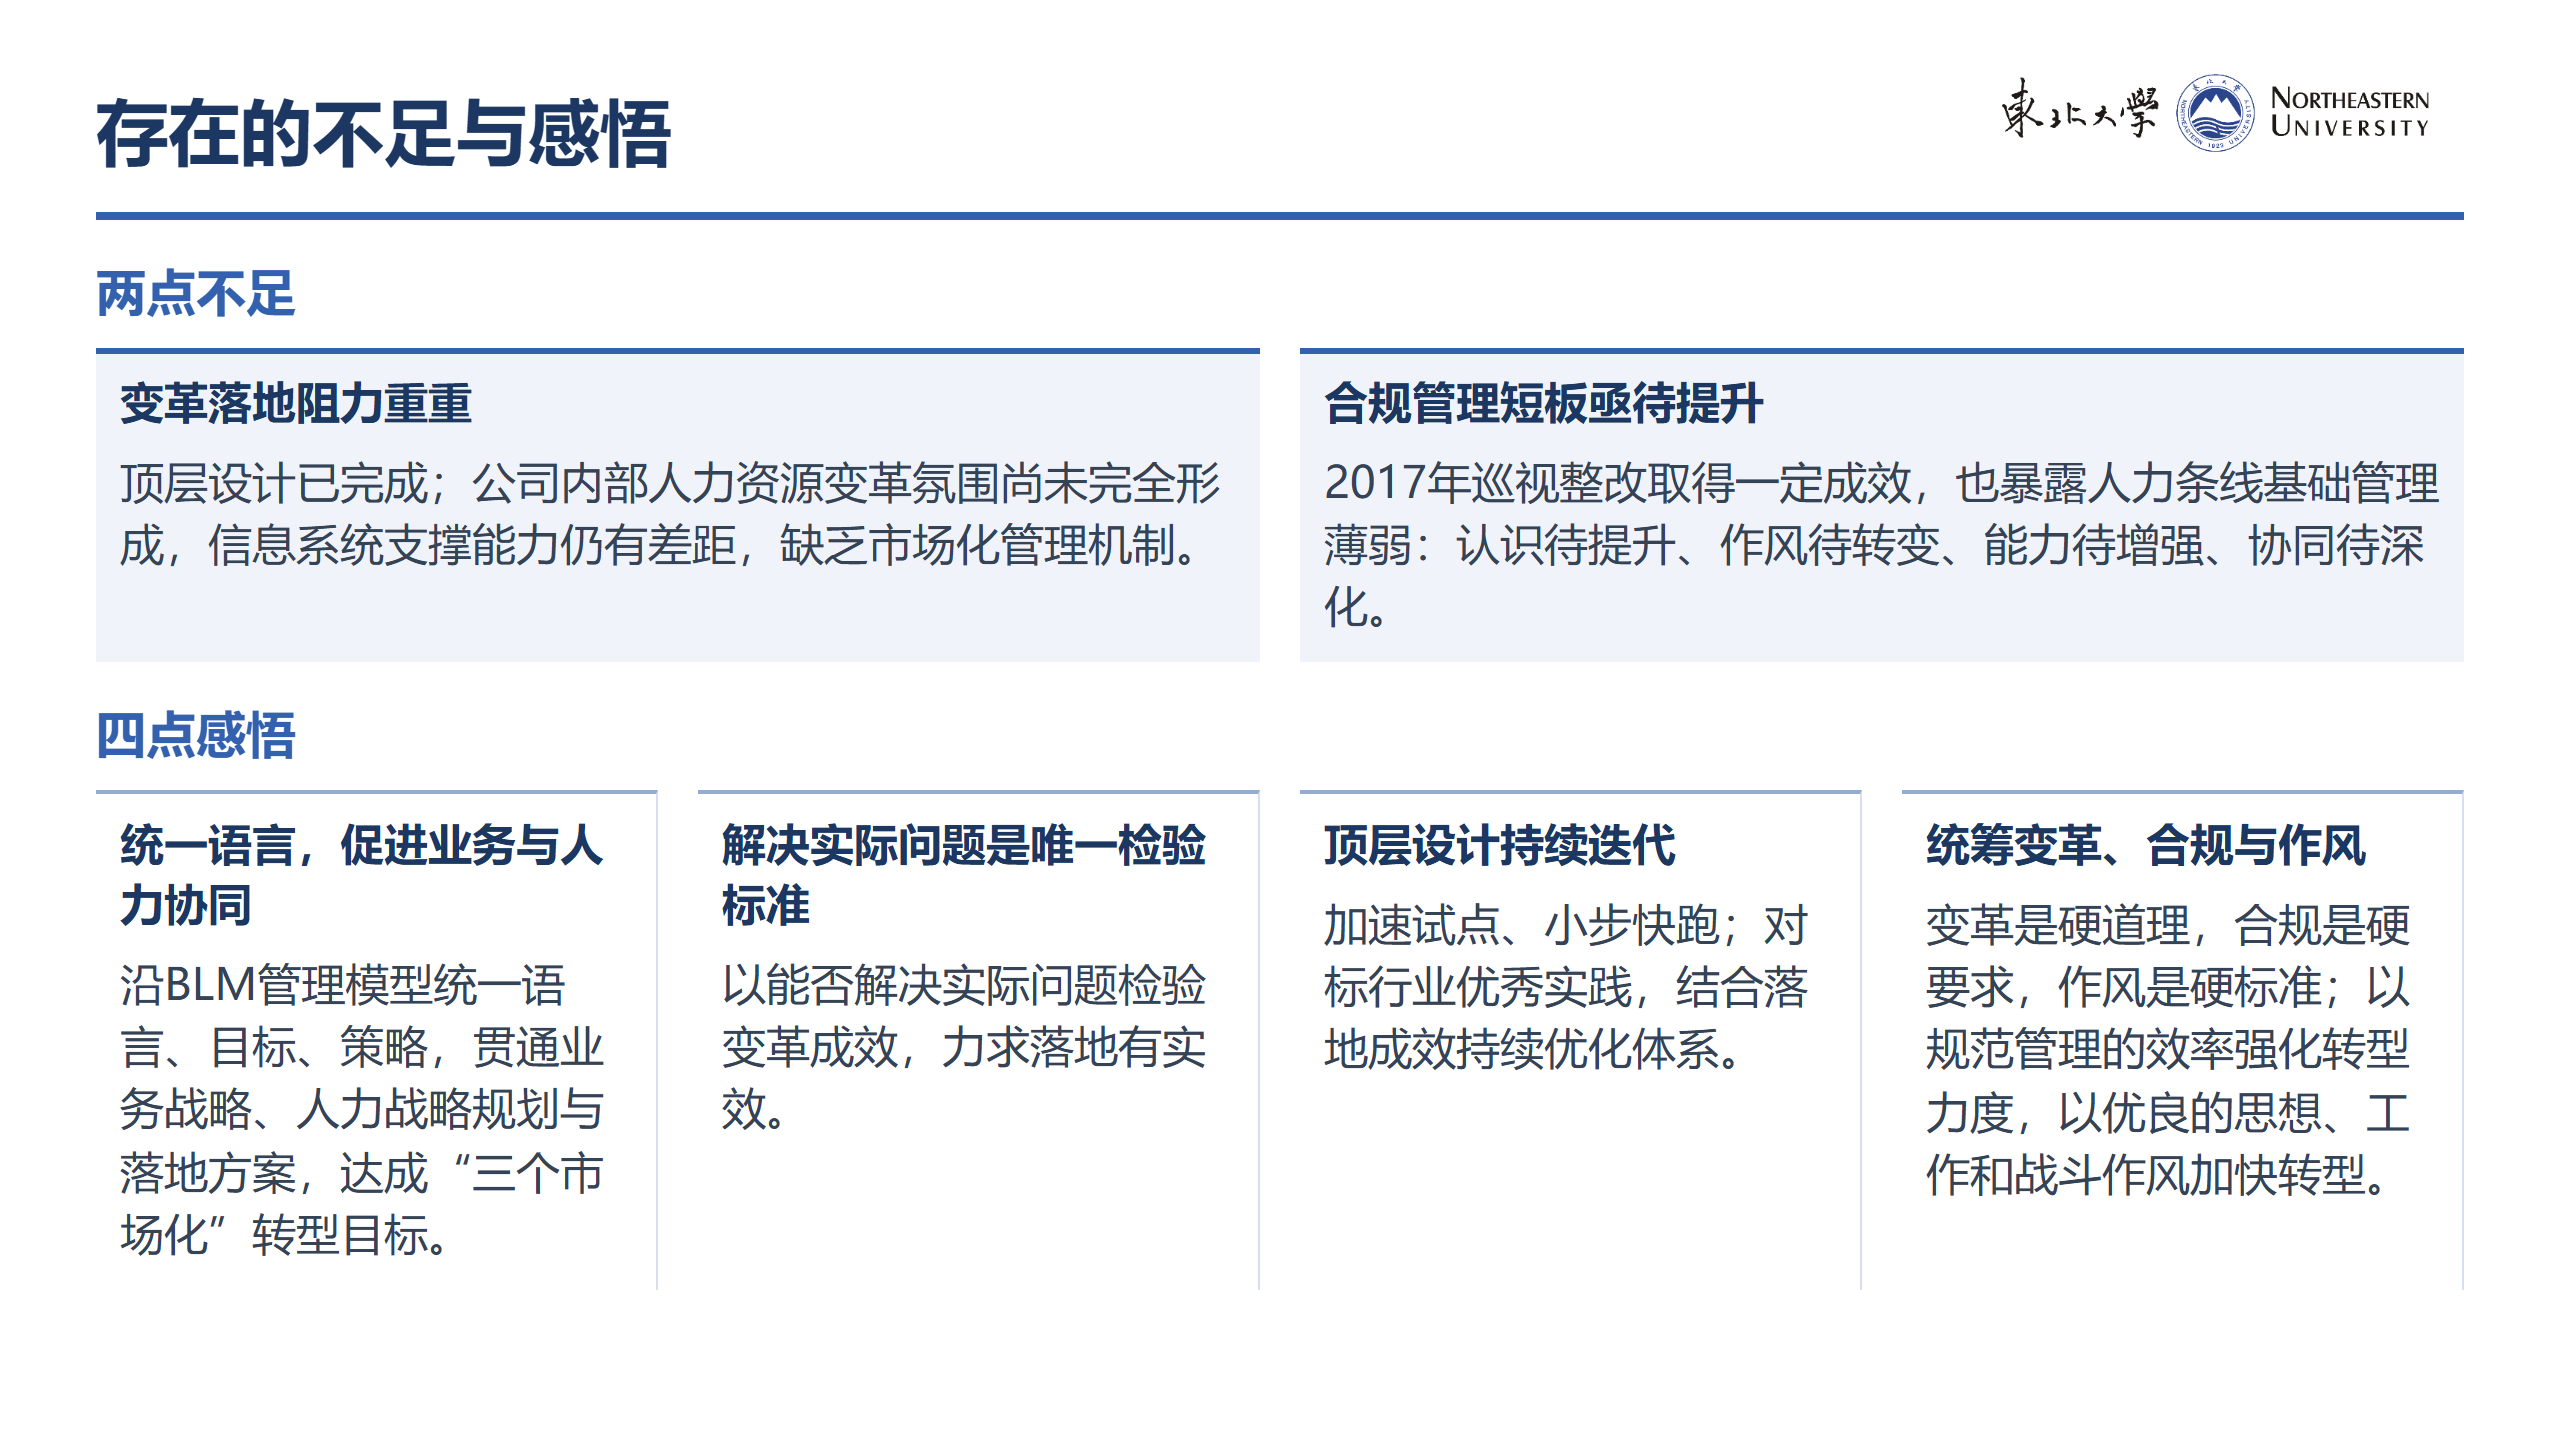 存在的不足与感悟
東北大學
NORTHEASTERN
UNIVERSITY
两点不足
变革落地阻力重重
顶层设计已完成；公司内部人力资源变革氛围尚未完全形
成，信息系统支撑能力仍有差距，缺乏市场化管理机制。
合规管理短板亟待提升
2017年巡视整改取得一定成效，也暴露人力条线基础管理
薄弱：认识待提升、作风待转变、能力待增强、协同待深
化。
四点感悟
统一语言，促进业务与人
力协同
沿BLM管理模型统一语
言、目标、策略，贯通业
务战略、人力战略规划与
落地方案，达成“三个市
场化”转型目标。
解决实际问题是唯一检验
标准
以能否解决实际问题检验
变革成效，力求落地有实
效。
顶层设计持续迭代
加速试点、小步快跑；对
标行业优秀实践，结合落
地成效持续优化体系。
统筹变革、合规与作风
变革是硬道理，合规是硬
要求，作风是硬标准；以
规范管理的效率强化转型
力度，以优良的思想、工
作和战斗作风加快转型。